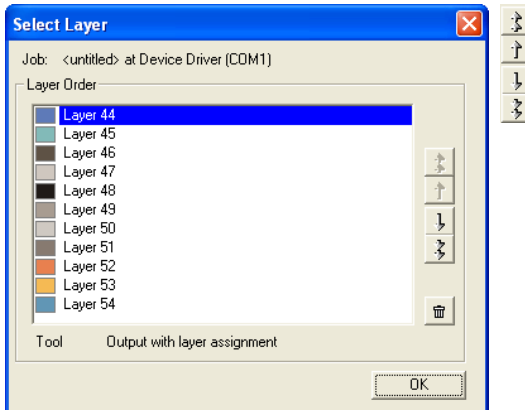 Select Layer
Job: <untitled> at Device Driver (COM1)
Layer Order
Layer 44
Layer 45
Layer 46
Layer 47
Layer 48
Layer 49
Layer 50
Layer 51
Layer 52
Layer 53
Layer 54
Tool Output with layer assignment
OK